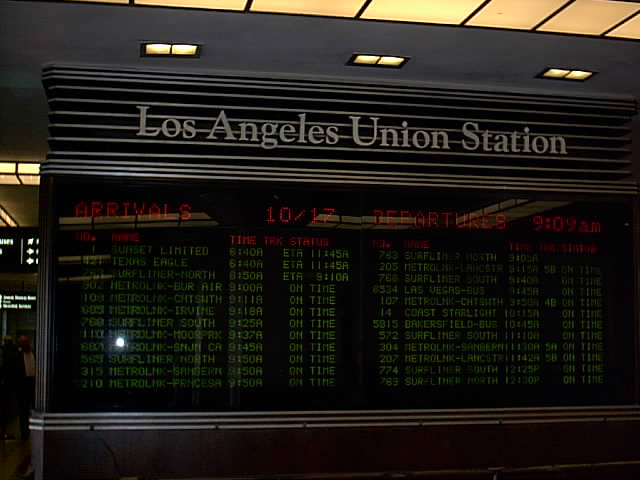 Los Angeles Union Station
ARRIVALS 10/17
NO. NAME TIME TRK STATUS
1 SUNSET LIMITED 6:40A ETA 11:45A
421 TEXAS EAGLE 6:40A ETA 11:45A
SURFLINER-NORTH 8:50A ETA 9:10A
902 METROLNK-BUR AIR 9:00A ON TIME
108 METROLNK-CHTSWTH 9:11A ON TIME
605 METROLNK-IRVINE 9:18A ON TIME
768 SURFLINER SOUTH 9:25A ON TIME
METROLNK-MOORPRK 9:37A ON TIME
METROLNK-SNJN 9:45A ON TIME
565 SURFLINER NORTH 9:50A ON TIME
315 METROLNK-SANBERN 9:50A ON TIME
210 METROLNK-PRNCESA 9:50A ON TIME
DEPARTURES 9:09am
NO. NAME TIME TRK STATUS
763 SURFLINER NORTH 9:05A
205 METROLNK-LANCSTR 9:15A 5B ON TIME
768 SURFLINER SOUTH 9:40A ON TIME
8534 LAS VEGAS-BUS 9:45A ON TIME
107 METROLNK-CHTSWTH 9:50A 4B ON TIME
14 COAST STARLIGHT 10:15A ON TIME
5815 BAKERSFIELD-BUS 10:45A ON TIME
572 SURFLINER SOUTH 11:10A ON TIME
304 METROLNK-SANBERN 5A ON TIME
207 METROLNK-LANCSTR 11:42A 5B ON TIME
774 SURFLINER SOUTH 12:25P ON TIME
769 SURFLINER NORTH 12:30P ON TIME